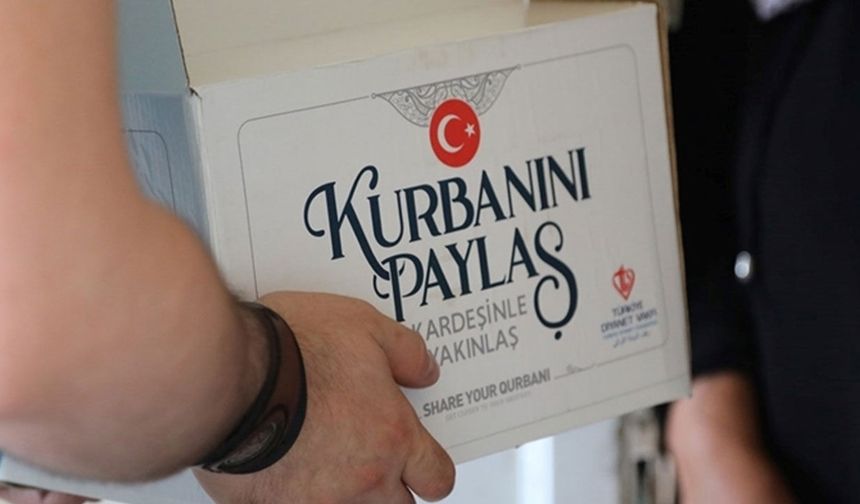 KURBANINI
PAYLAŞ
KARDEŞİNLE
YAKINLAŞ
SHARE YOUR QURBANI
TÜRKİYE
DİYANET VAKFI